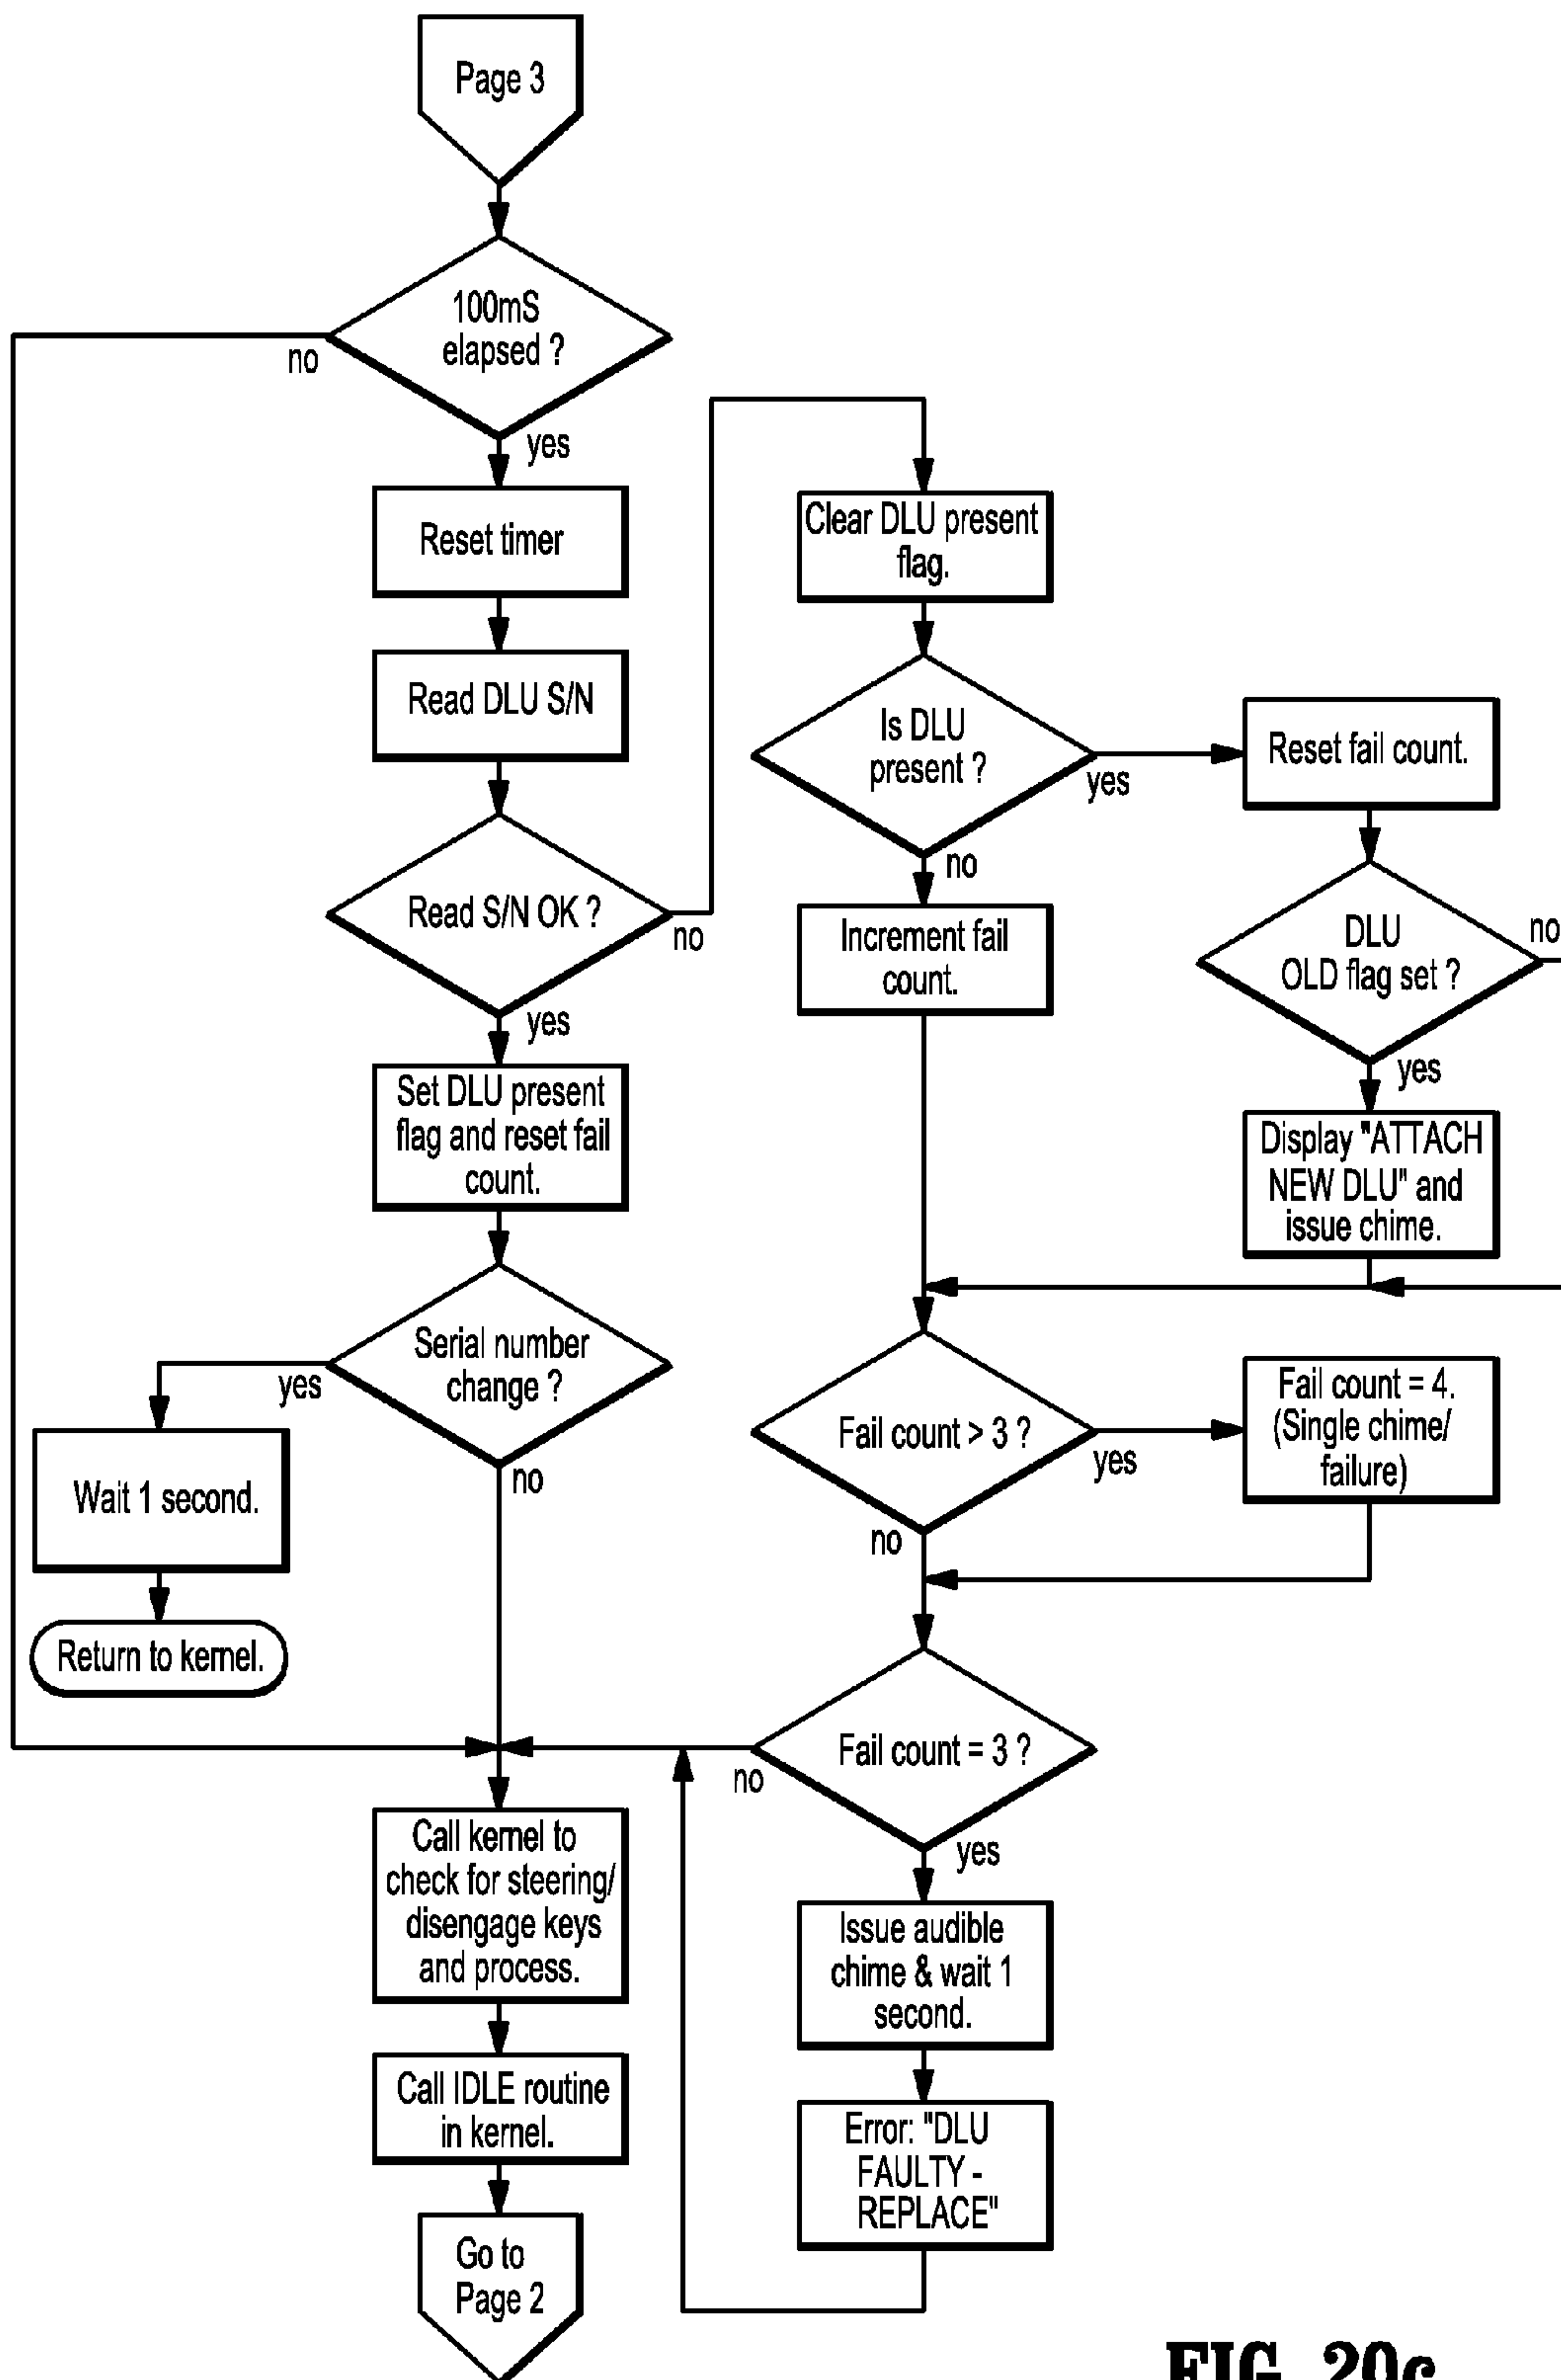 Page 3
100mS
elapsed ?
no
yes
Reset timer
Read DLU S/N
Read S/N OK ?
no
yes
Set DLU present
flag and reset fail
count.
Serial number
change ?
yes
no
Wait 1 second.
Return to kernel.
Call kernel to
check for steering/
disengage keys
and process.
Call IDLE routine
in kernel.
Go to
Page 2
Clear DLU present
flag.
Is DLU
present ?
yes
no
Increment fail
count.
Reset fail count.
DLU
OLD flag set ?
no
yes
Display "ATTACH
NEW DLU" and
issue chime.
Fail count > 3 ?
yes
no
Fail count = 4.
(Single chime/
failure)
Fail count = 3 ?
no
yes
Issue audible
chime & wait 1
second.
Error: "DLU
FAULTY -
REPLACE"
FIG. 20c